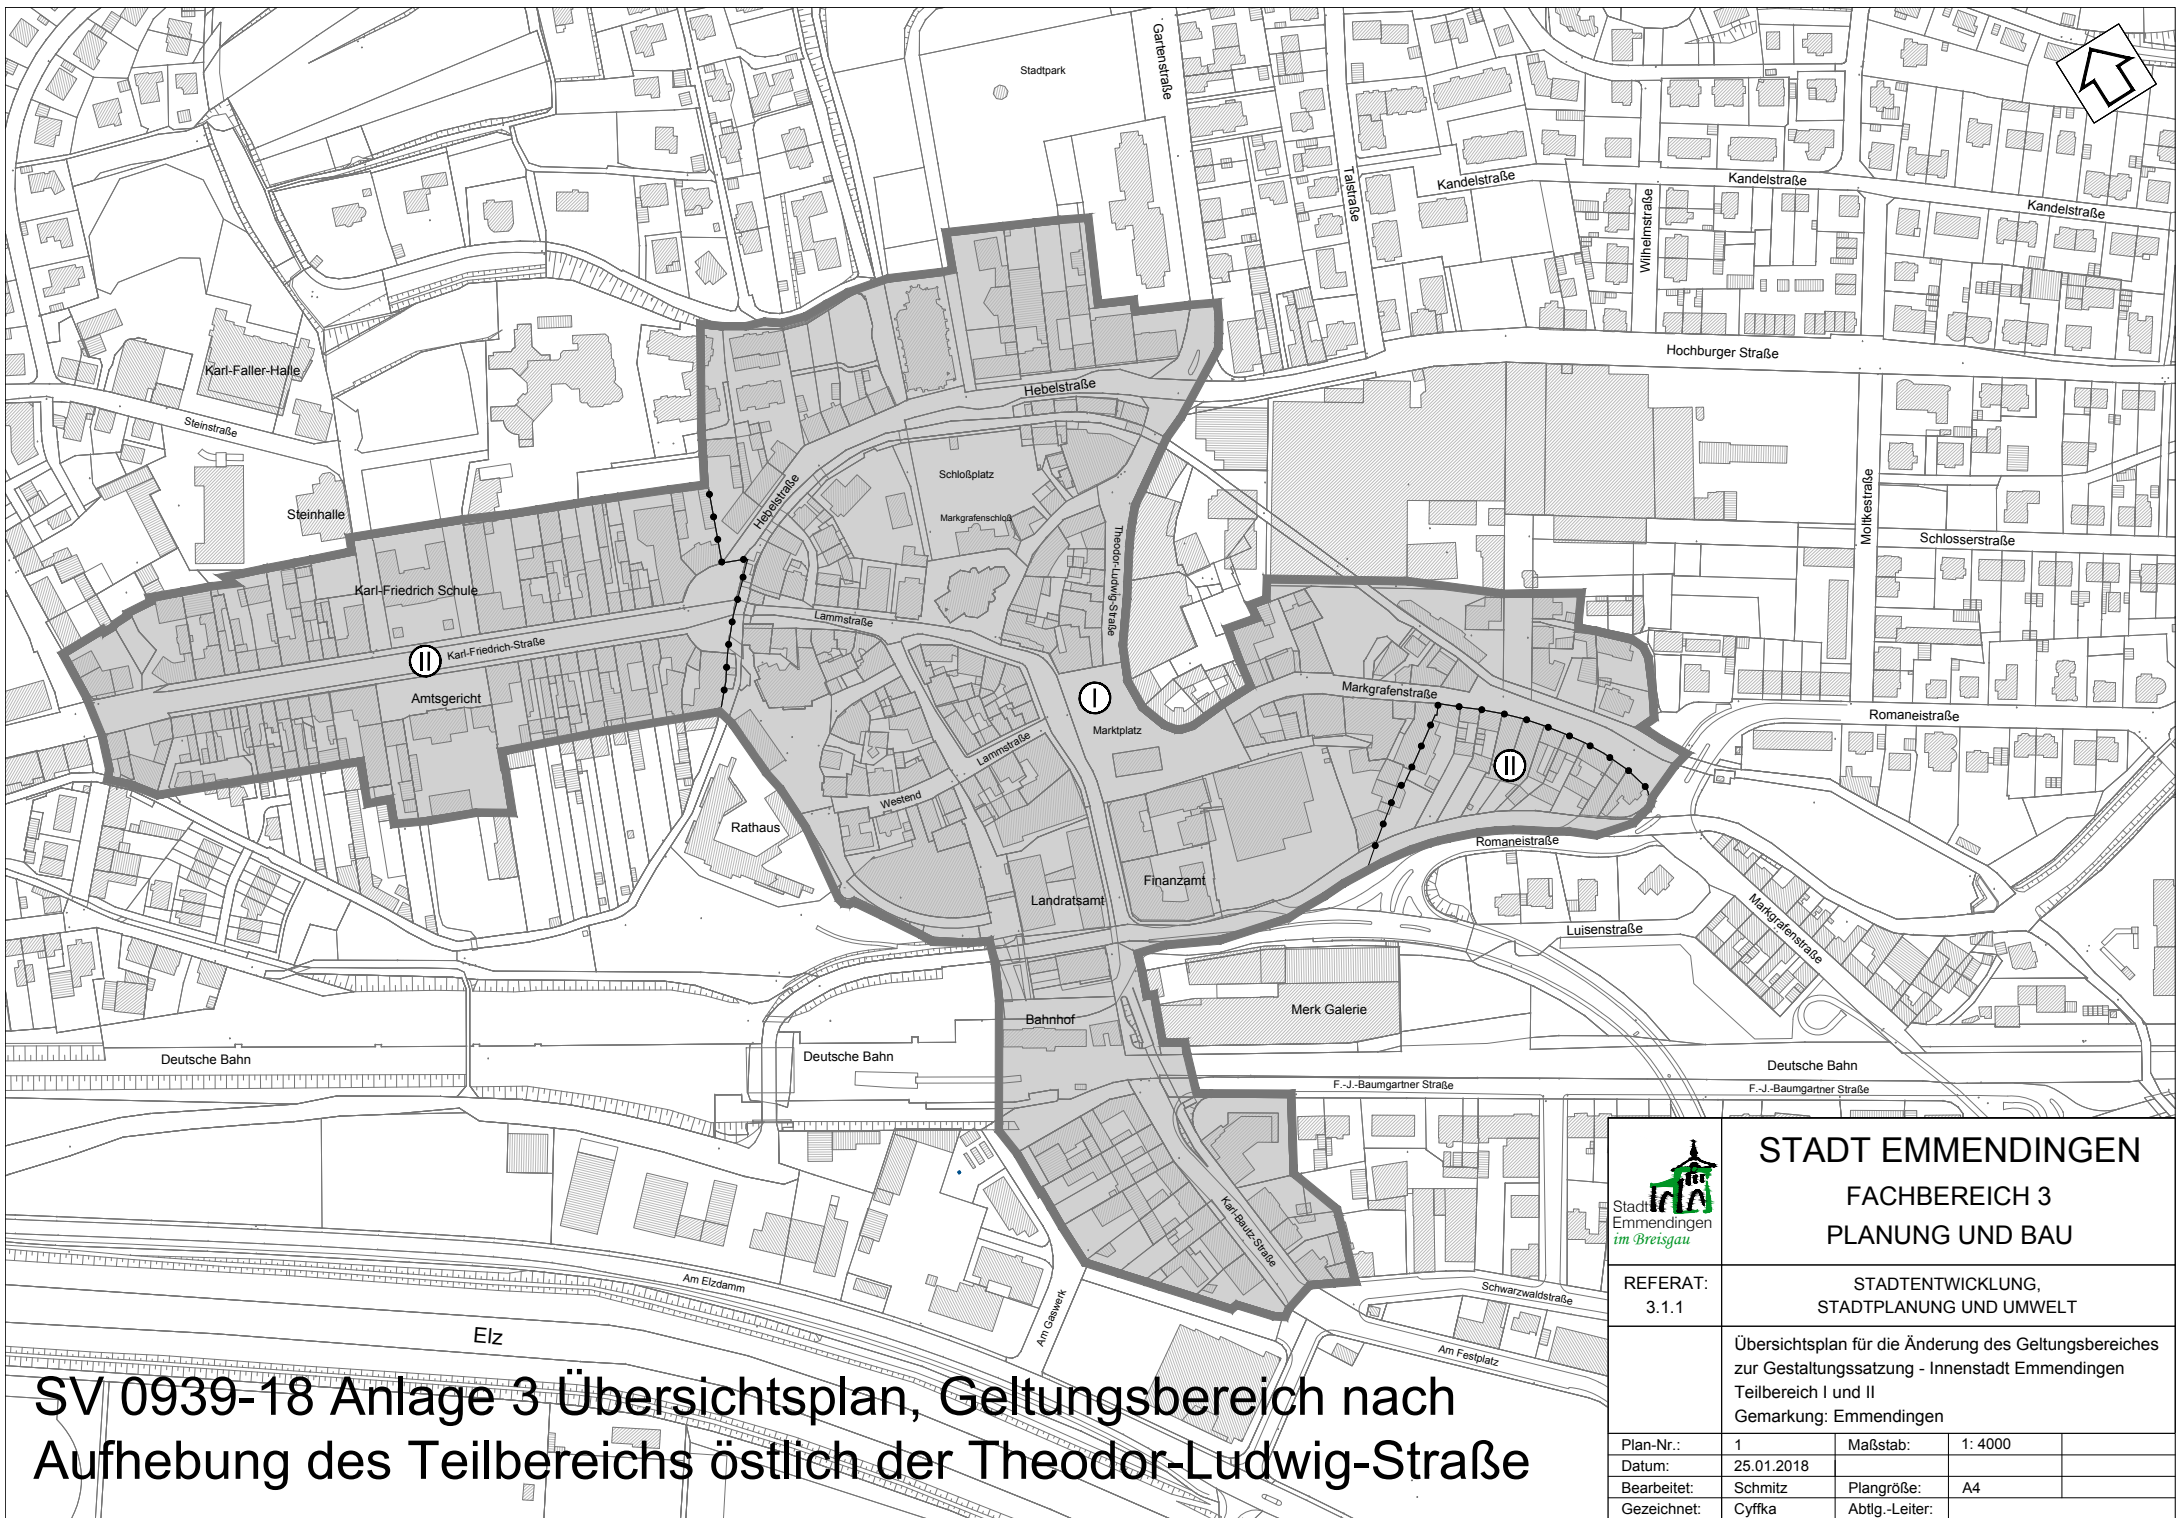 Stadtpark
Gartenstraße
Talstraße
Kandelstraße
Kandelstraße
Kandelstraße
Wilhelmstraße
Hochburger Straße
Karl-Faller-Halle
Steinstraße
Steinhalle
Hebelstraße
Hebelstraße
Schloßplatz
Markgrafenschloß
Theodor-Ludwig-Straße
Moltkestraße
Schlosserstraße
Karl-Friedrich Schule
Karl-Friedrich-Straße
II
Amtsgericht
Lammstraße
I
Marktplatz
Markgrafenstraße
II
Romaneistraße
Lammstraße
Westend
Rathaus
Romaneistraße
Finanzamt
Landratsamt
Luisenstraße
Markgrafenstraße
Merk Galerie
Bahnhof
Deutsche Bahn
Deutsche Bahn
Deutsche Bahn
F.-J.-Baumgartner Straße
F.-J.-Baumgartner Straße
Karl-Bautz-Straße
Am Elzdamm
Am Gaswerk
Schwarzwaldstraße
Am Festplatz
Elz
SV 0939-18 Anlage 3 Übersichtsplan, Geltungsbereich nach
Aufhebung des Teilbereichs östlich der Theodor-Ludwig-Straße
Stadt
Emmendingen
im Breisgau
STADT EMMENDINGEN
FACHBEREICH 3
PLANUNG UND BAU
REFERAT:
3.1.1
STADTENTWICKLUNG,
STADTPLANUNG UND UMWELT
Übersichtsplan für die Änderung des Geltungsbereiches
zur Gestaltungssatzung - Innenstadt Emmendingen
Teilbereich I und II
Gemarkung: Emmendingen
Plan-Nr.: 1 Maßstab: 1: 4000
Datum: 25.01.2018
Bearbeitet: Schmitz Plangröße: A4
Gezeichnet: Cyffka Abtlg.-Leiter: